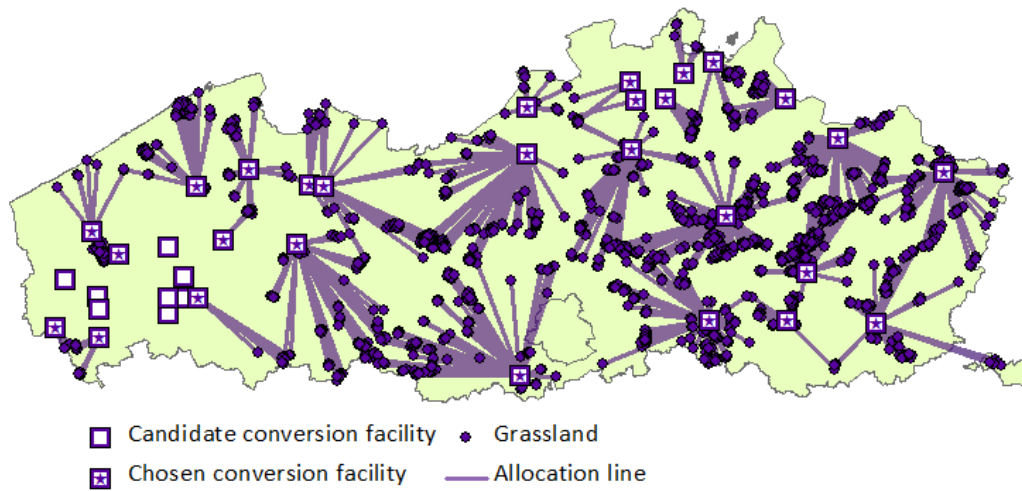 Candidate conversion facility
Grassland
Chosen conversion facility
Allocation line